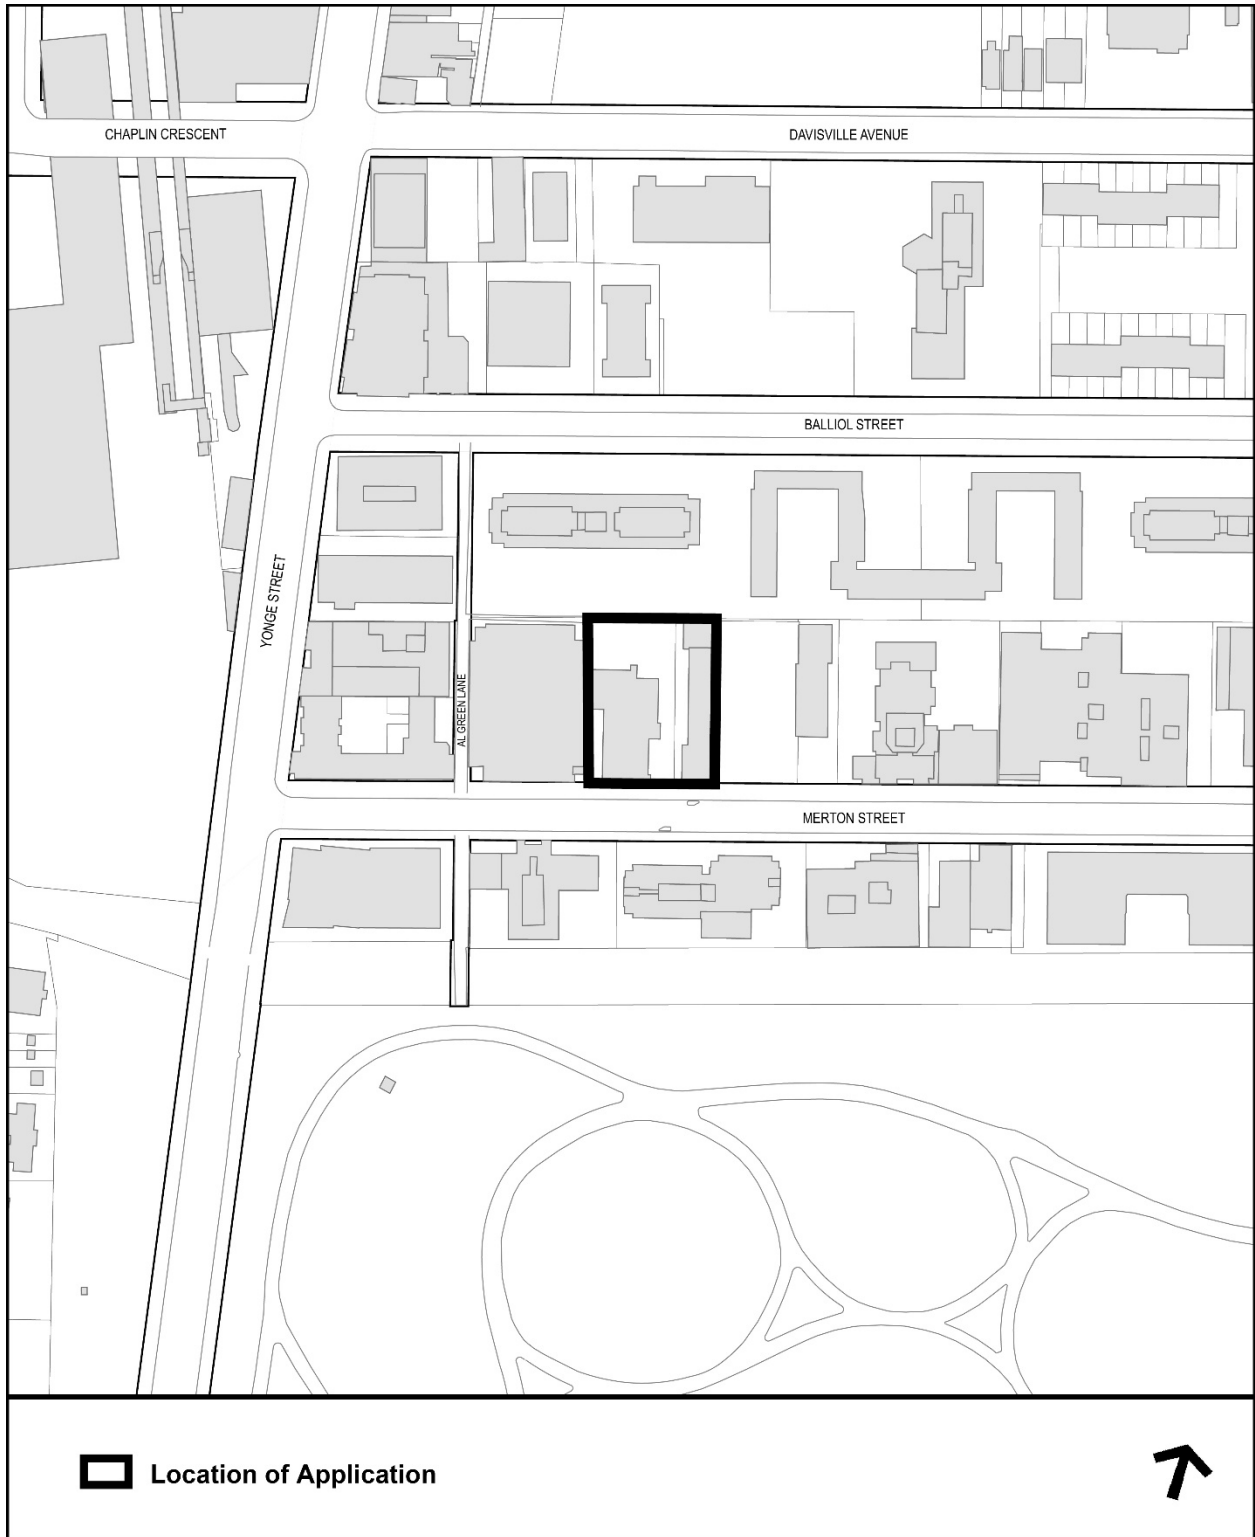 CHAPLIN CRESCENT
DAVISVILLE AVENUE
BALLIOL STREET
YONGE STREET
AL GREEN LANE
MERTON STREET
Location of Application